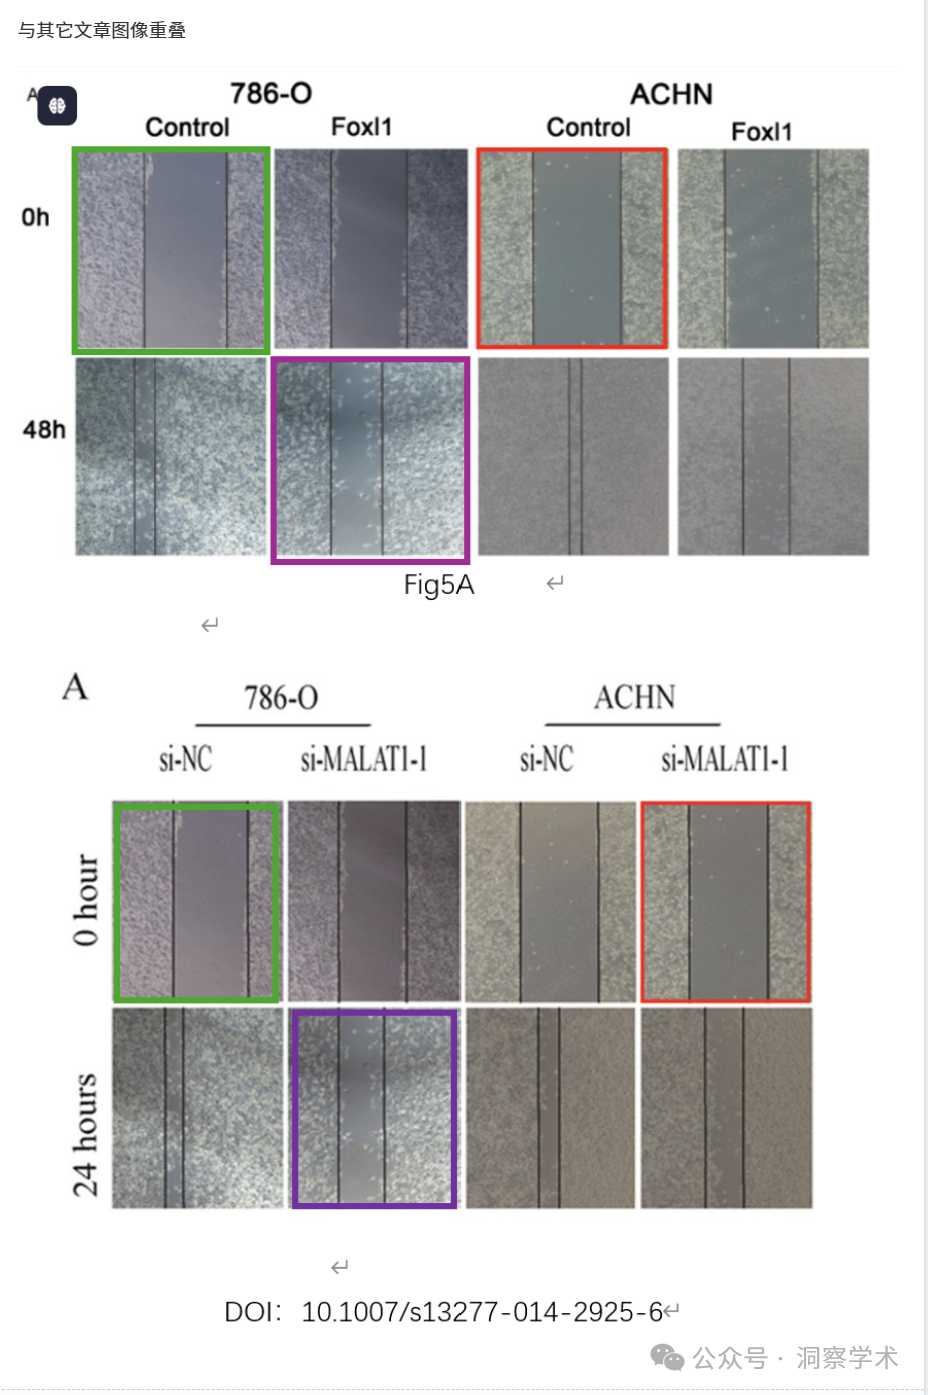 与其它文章图像重叠
A
786-O ACHN
Control Foxl1 Control Foxl1
0h
48h
Fig5A ↵
↵
A
786-O ACHN
si-NC si-MALAT1-1 si-NC si-MALAT1-1
0 hour
24 hours
↵
DOI: 10.1007/s13277-014-2925-6↵
公众号 · 洞察学术